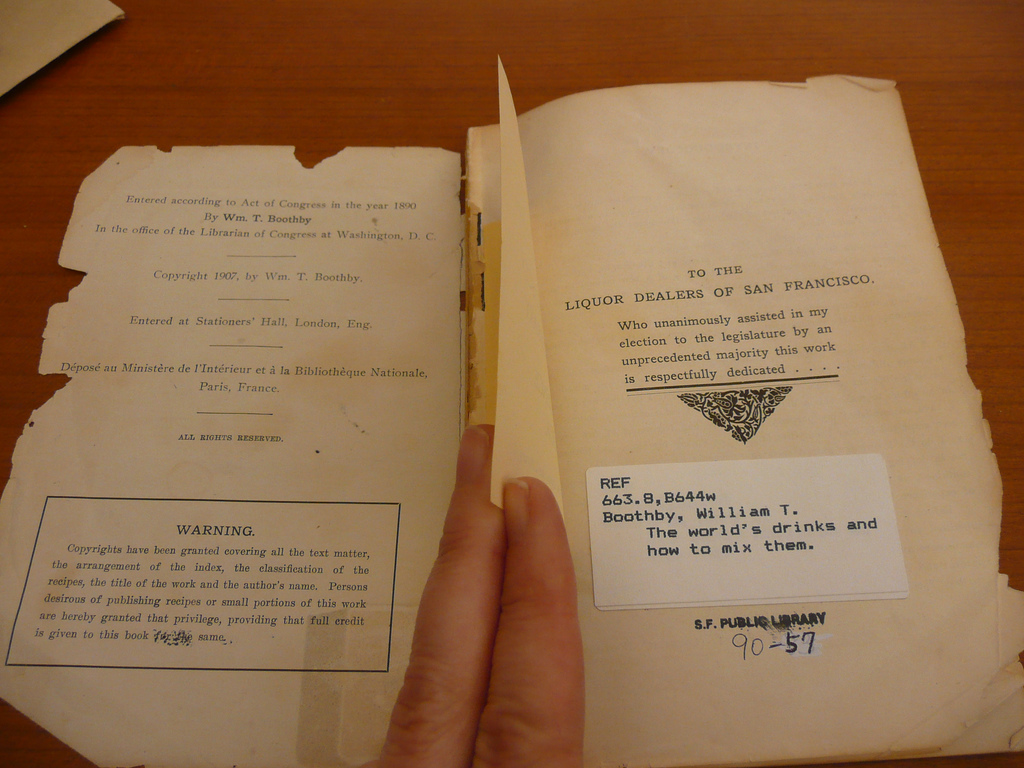 Entered according to Act of Congress in the year 1890
By Wm. T. Boothby
In the office of the Librarian of Congress at Washington, D. C.
Copyright 1907, by Wm. T. Boothby.
Entered at Stationers' Hall, London, Eng.
Déposé au Ministère de l'Intérieur et à la Bibliothèque Nationale,
Paris, France.
ALL RIGHTS RESERVED.
WARNING.
Copyrights have been granted covering all the text matter,
the arrangement of the index, the classification of the
recipes, the title of the work and the author's name. Persons
desirous of publishing recipes or small portions of this work
are hereby granted that privilege, providing that full credit
is given to this book for the same.
TO THE
LIQUOR DEALERS OF SAN FRANCISCO.
Who unanimously assisted in my
election to the legislature by an
unprecedented majority this work
is respectfully dedicated . . . .
REF
663.8,B644w
Boothby, William T.
The world's drinks and
how to mix them.
S.F. PUBLIC LIBRARY
90-57